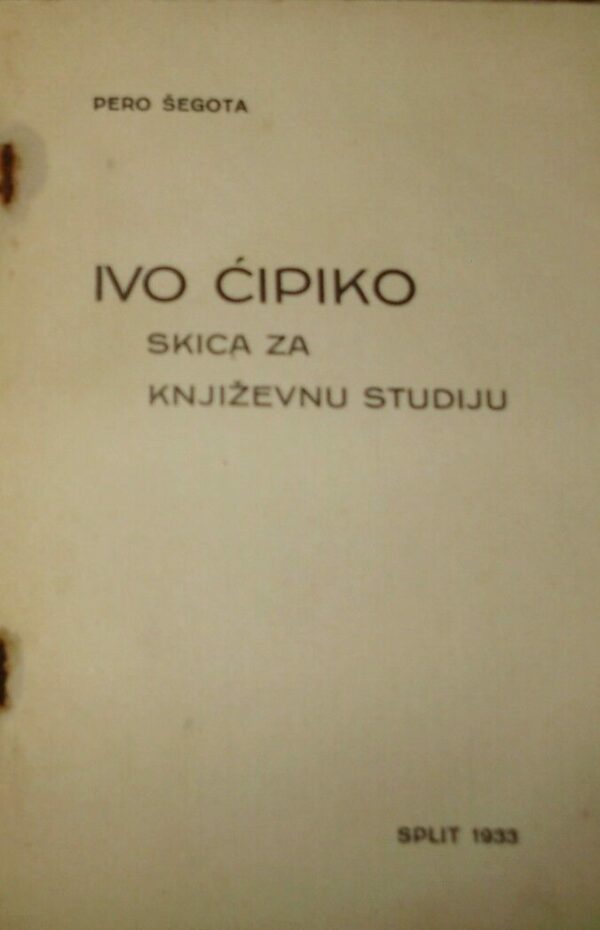 PERO ŠEGOTA
IVO ĆIPIKO
SKICA ZA
KNJIŽEVNU STUDIJU
SPLIT 1933